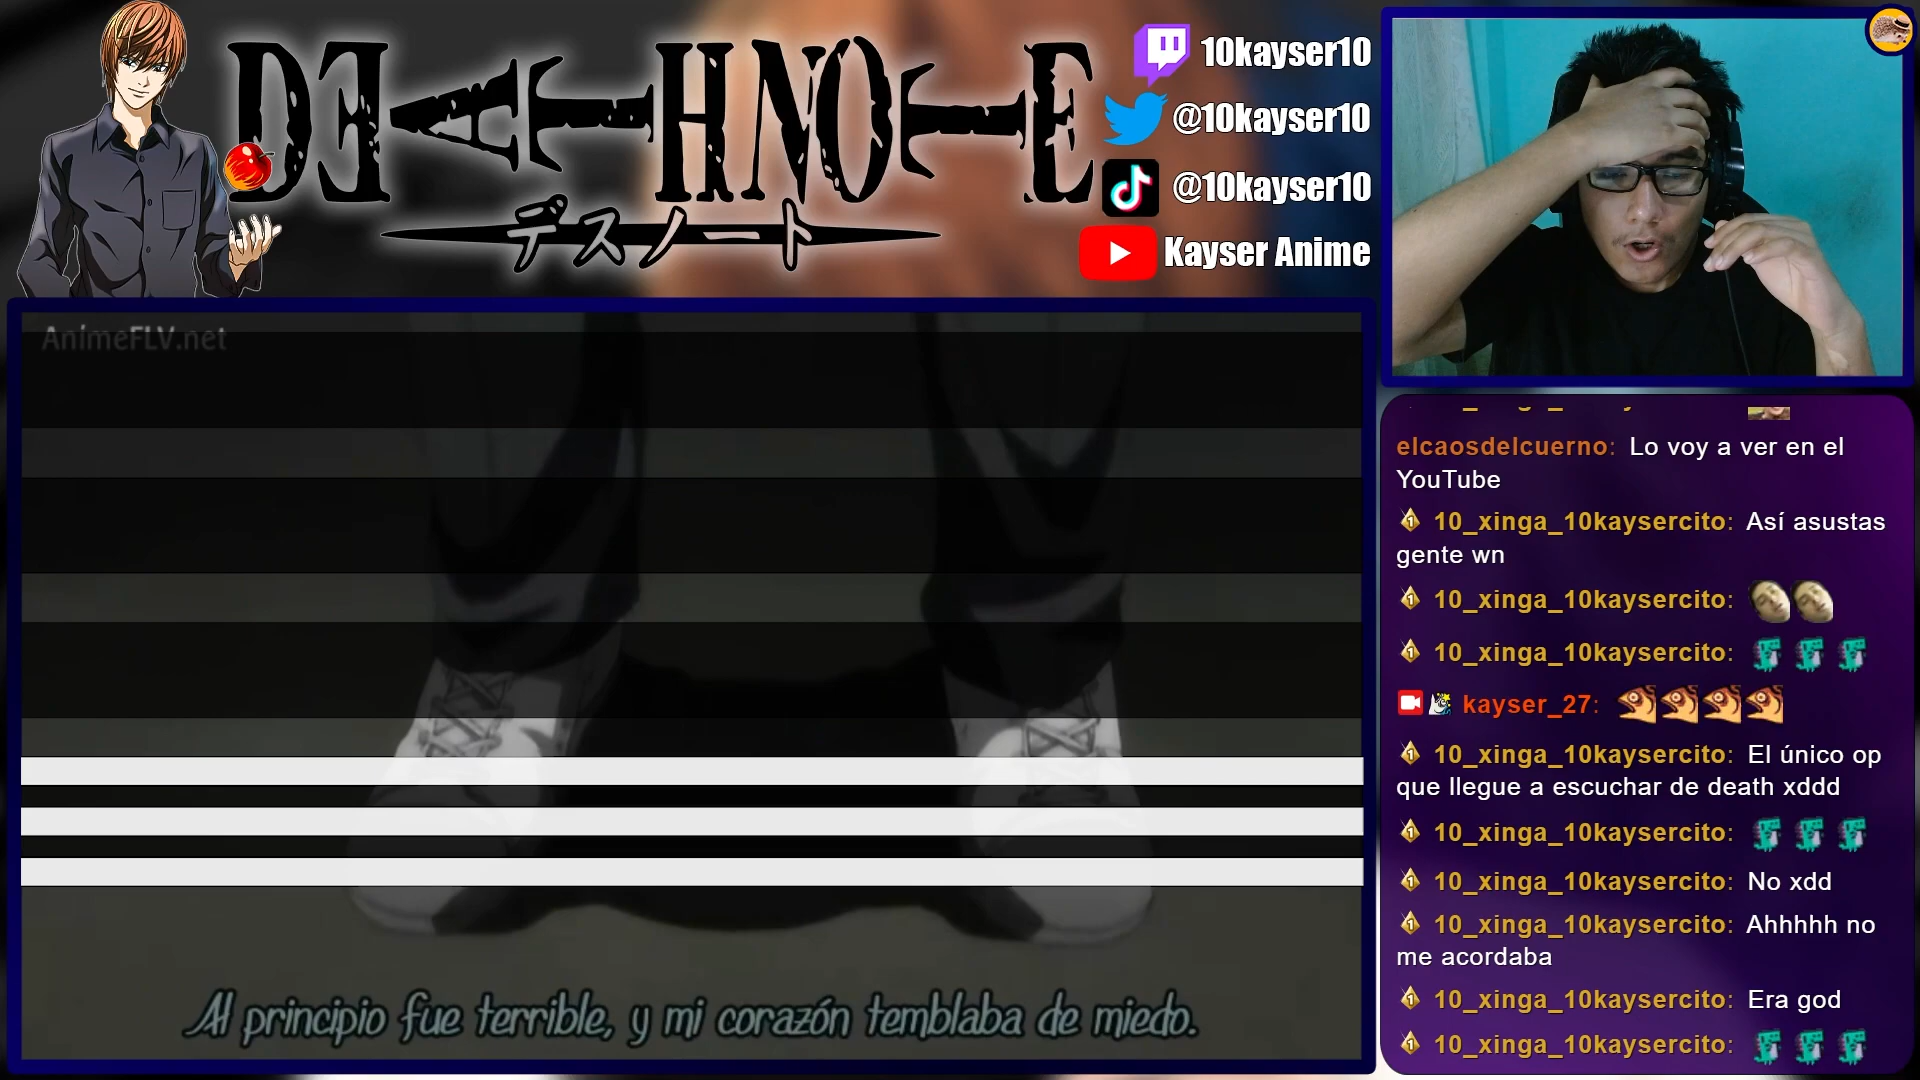 DEATH NOTE
デスノート
10kayser10
@10kayser10
@10kayser10
Kayser Anime
AnimeFLV.net
Al principio fue terrible, y mi corazón temblaba de miedo.
elcaosdelcuerno: Lo voy a ver en el
YouTube
10_xinga_10kaysercito: Así asustas
gente wn
10_xinga_10kaysercito:
10_xinga_10kaysercito:
kayser_27:
10_xinga_10kaysercito: El único op
que llegue a escuchar de death xddd
10_xinga_10kaysercito:
10_xinga_10kaysercito: No xdd
10_xinga_10kaysercito: Ahhhhh no
me acordaba
10_xinga_10kaysercito: Era god
10_xinga_10kaysercito: